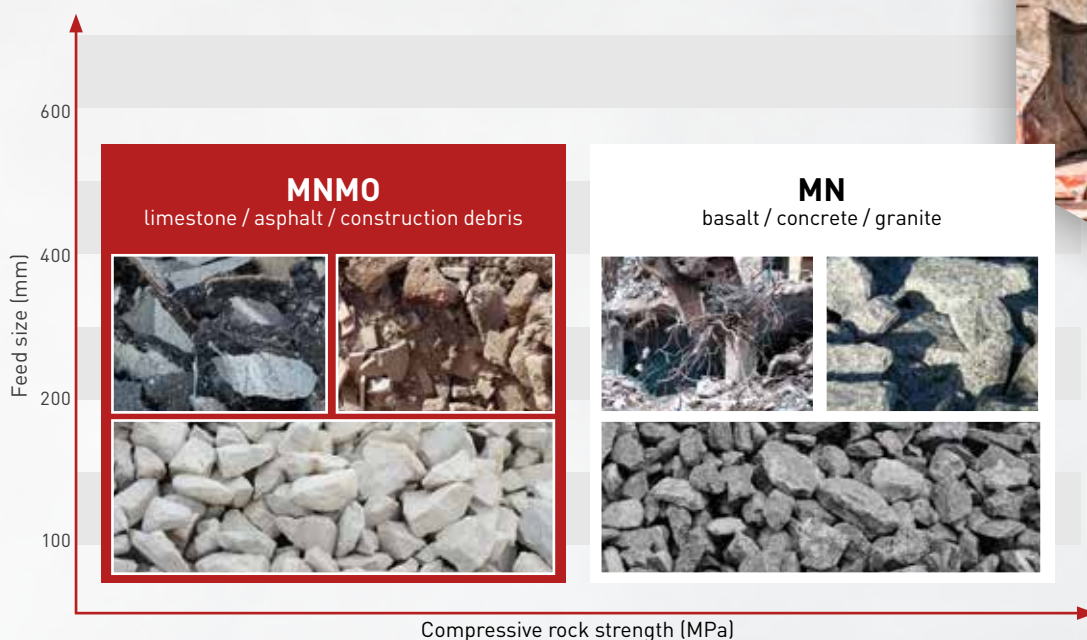 600
MNMO
limestone / asphalt / construction debris
MN
basalt / concrete / granite
400
Feed size (mm)
200
100
Compressive rock strength (MPa)